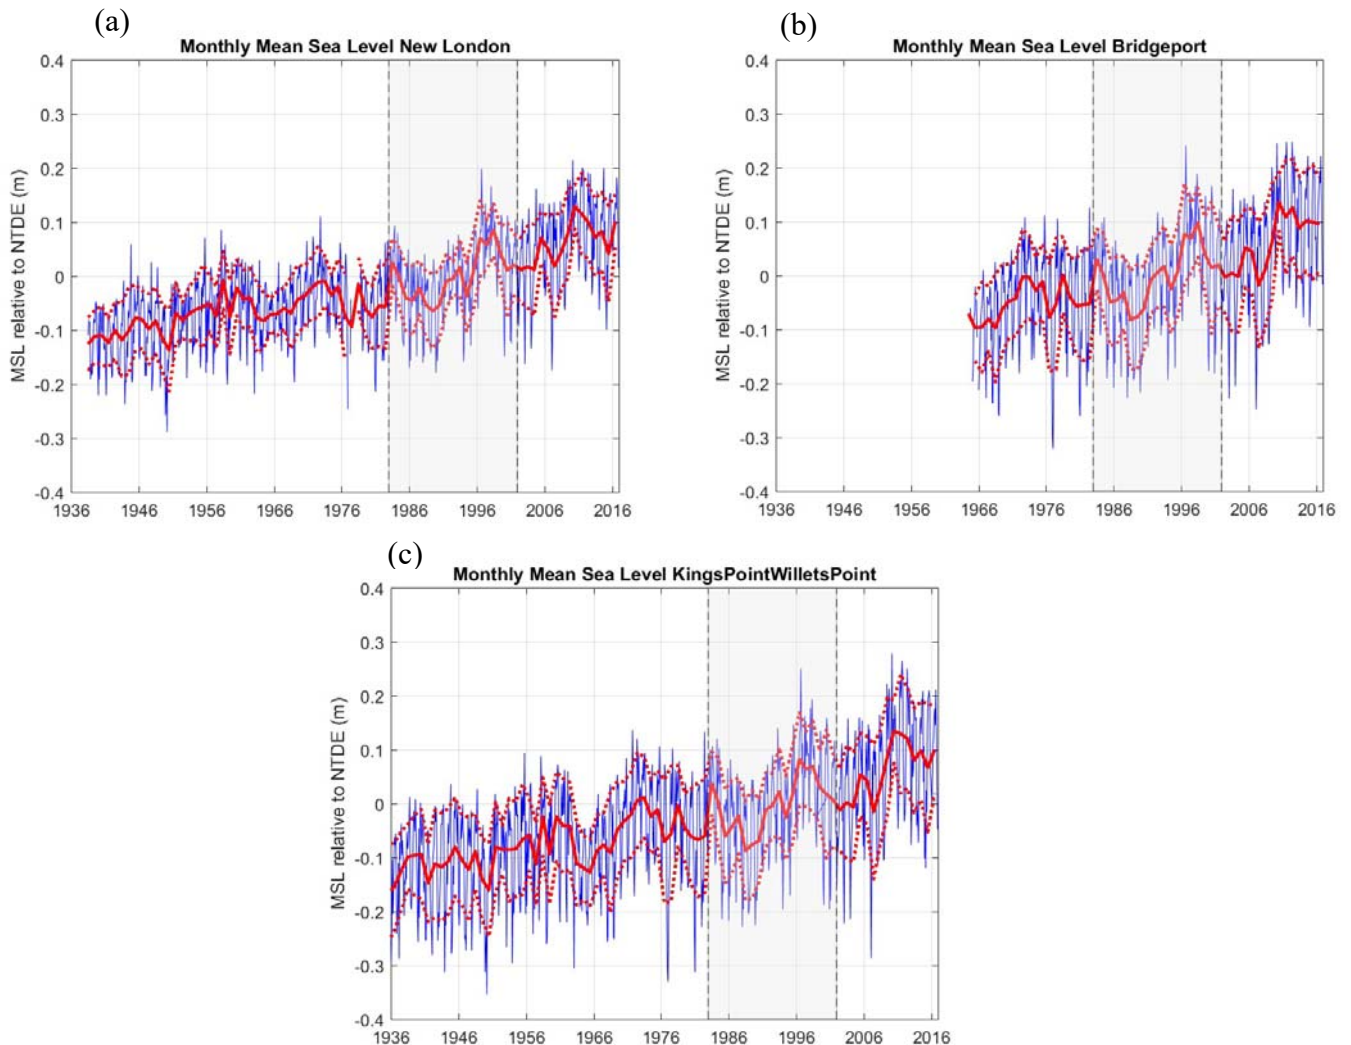 (a)
Monthly Mean Sea Level New London
MSL relative to NTDE (m)
0.4
0.3
0.2
0.1
0
-0.1
-0.2
-0.3
-0.4
1936 1946 1956 1966 1976 1986 1996 2006 2016
(b)
Monthly Mean Sea Level Bridgeport
MSL relative to NTDE (m)
0.4
0.3
0.2
0.1
0
-0.1
-0.2
-0.3
-0.4
1936 1946 1956 1966 1976 1986 1996 2006 2016
(c)
Monthly Mean Sea Level KingsPointWilletsPoint
MSL relative to NTDE (m)
0.4
0.3
0.2
0.1
0
-0.1
-0.2
-0.3
-0.4
1936 1946 1956 1966 1976 1986 1996 2006 2016